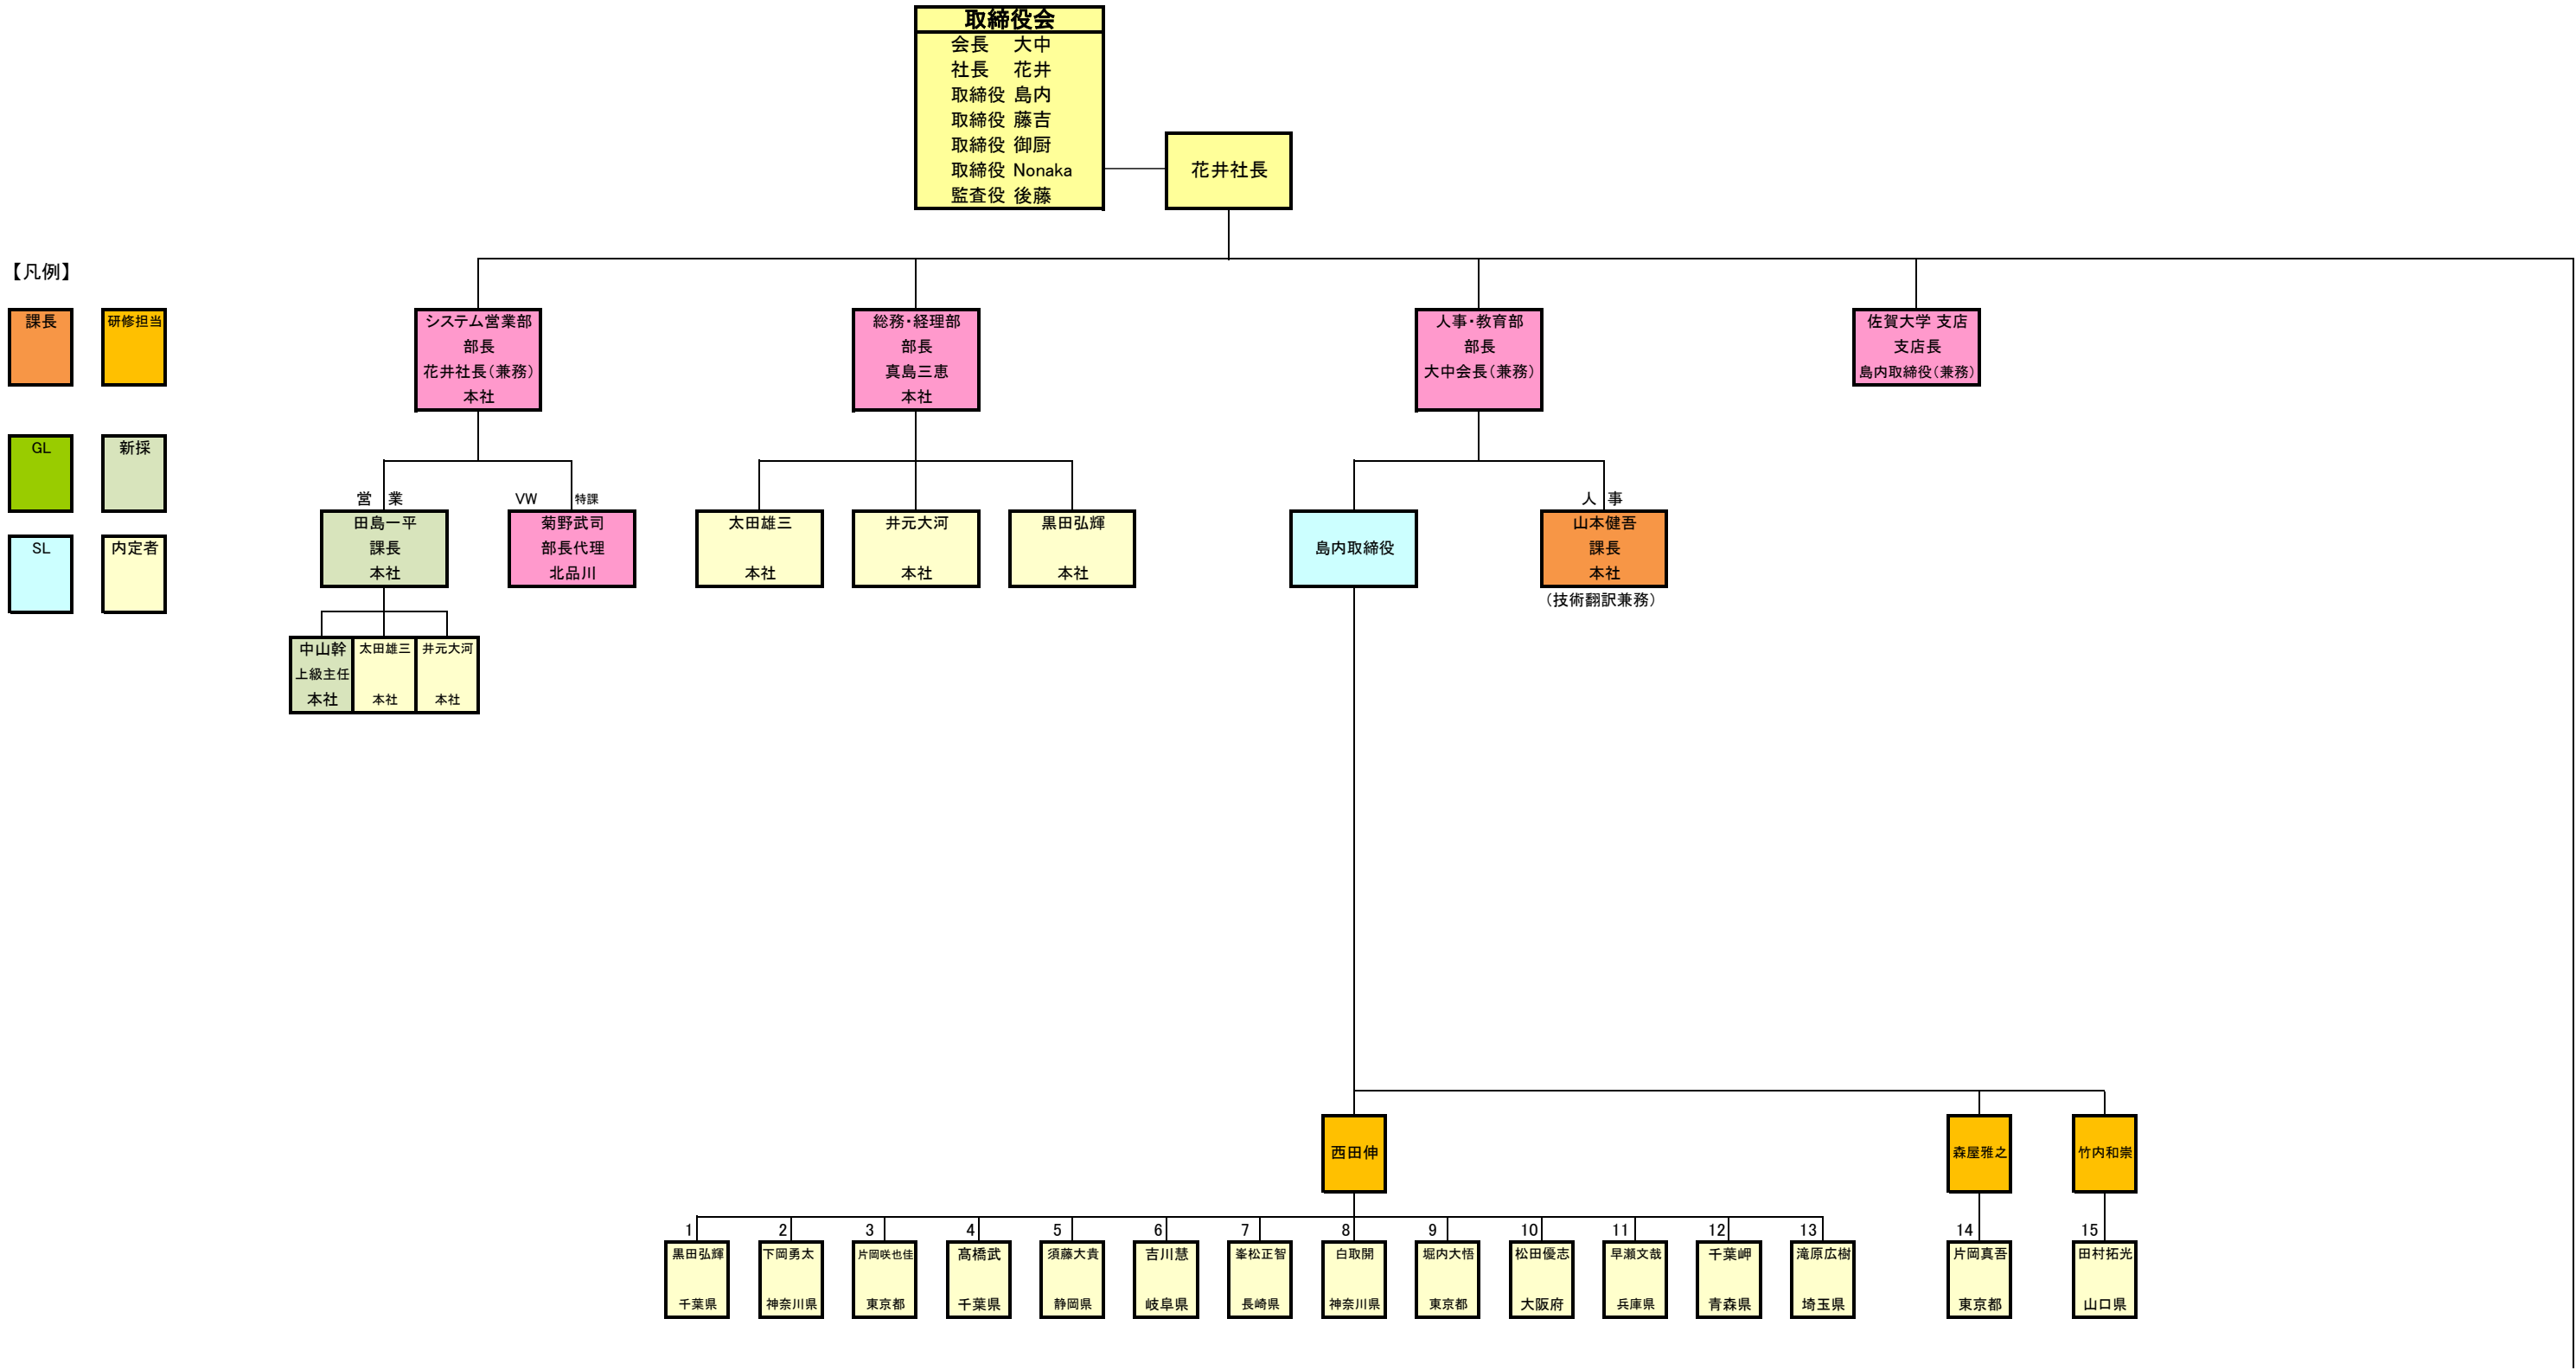 取締役会
会長 大中
社長 花井
取締役 島内
取締役 藤吉
取締役 御厨
取締役 Nonaka
監査役 後藤
花井社長
【凡例】
課長
研修担当
GL
新採
SL
内定者
システム営業部
部長
花井社長(兼務)
本社
総務・経理部
部長
真島三恵
本社
人事・教育部
部長
大中会長(兼務)
佐賀大学 支店
支店長
島内取締役(兼務)
営 業
田島一平
課長
本社
VW 特課
菊野武司
部長代理
北品川
太田雄三
本社
井元大河
本社
黒田弘輝
本社
島内取締役
人 事
山本健吾
課長
本社
(技術翻訳兼務)
中山幹
上級主任
本社
太田雄三
本社
井元大河
本社
西田伸
森屋雅之
竹内和崇
1
黒田弘輝
千葉県
2
下岡勇太
神奈川県
3
片岡咲也佳
東京都
4
髙橋武
千葉県
5
須藤大貴
静岡県
6
吉川慧
岐阜県
7
峯松正智
長崎県
8
白取開
神奈川県
9
堀内大悟
東京都
10
松田優志
大阪府
11
早瀬文哉
兵庫県
12
千葉岬
青森県
13
滝原広樹
埼玉県
14
片岡真吾
東京都
15
田村拓光
山口県